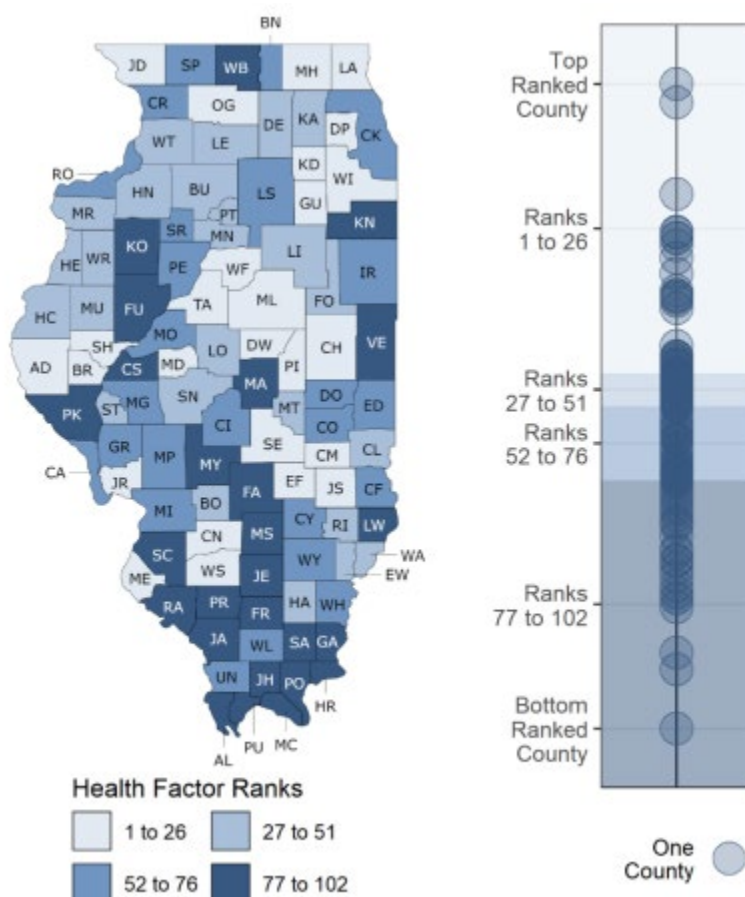 BN
JD SP WB MH LA
CR OG DE KA DP CK
WT LE
RO KD WI
HN BU LS GU
MR PT KN
KO SR MN
HE WR PE WF LI IR
HC MU FU TA ML FO
SH MO
AD BR CS MD LO DW PI CH VE
MA
PK ST MG SN MT DO ED
CI CO
CA GR MP SE CM CL
JR MY EF JS CF
MI BO FA
CN MS CY RI LW
SC WA
ME WS JE WY EW
RA PR FR HA WH
JA WL SA GA
UN JH PO
HR
AL PU MC
Health Factor Ranks
1 to 26 27 to 51
52 to 76 77 to 102
Top
Ranked
County
Ranks
1 to 26
Ranks
27 to 51
Ranks
52 to 76
Ranks
77 to 102
Bottom
Ranked
County
One
County